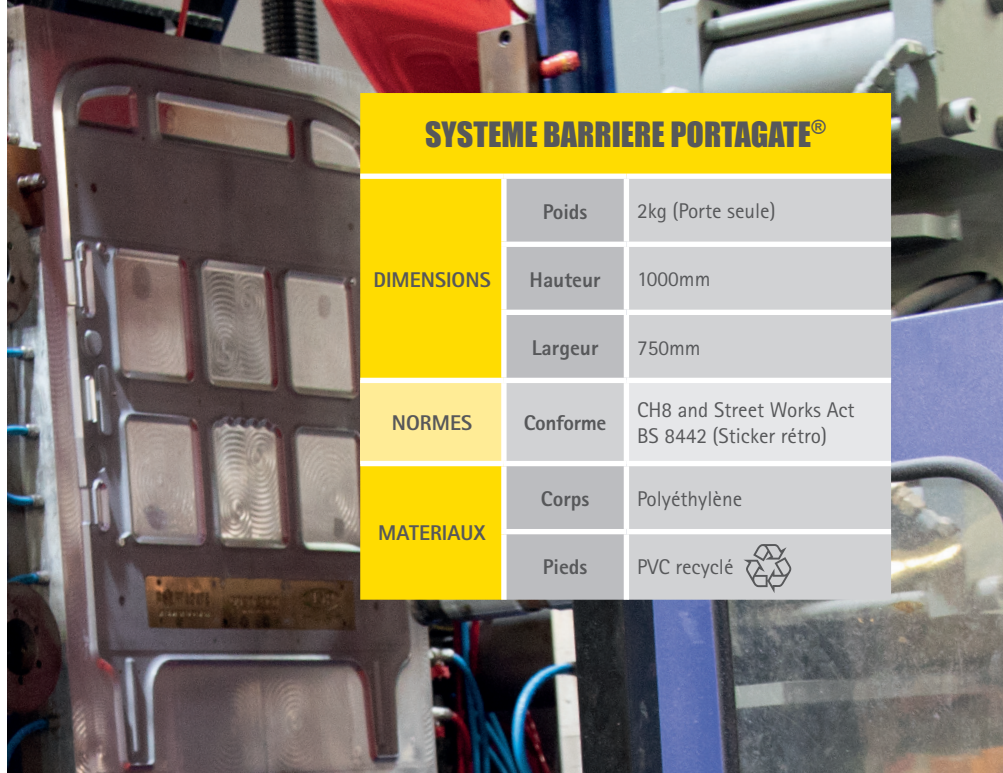 SYSTEME BARRIERE PORTAGATE®
DIMENSIONS
Poids
2kg (Porte seule)
Hauteur
1000mm
Largeur
750mm
NORMES
Conforme
CH8 and Street Works Act
BS 8442 (Sticker rétro)
MATERIAUX
Corps
Polyéthylène
Pieds
PVC recyclé